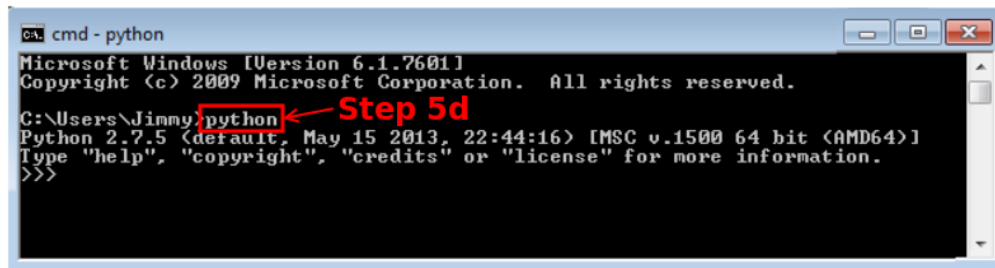 cmd - python
Microsoft Windows [Version 6.1.7601]
Copyright (c) 2009 Microsoft Corporation.  All rights reserved.
C:\Users\Jimmy>python Step 5d
Python 2.7.5 (default, May 15 2013, 22:44:16) [MSC v.1500 64 bit (AMD64)]
Type "help", "copyright", "credits" or "license" for more information.
>>>